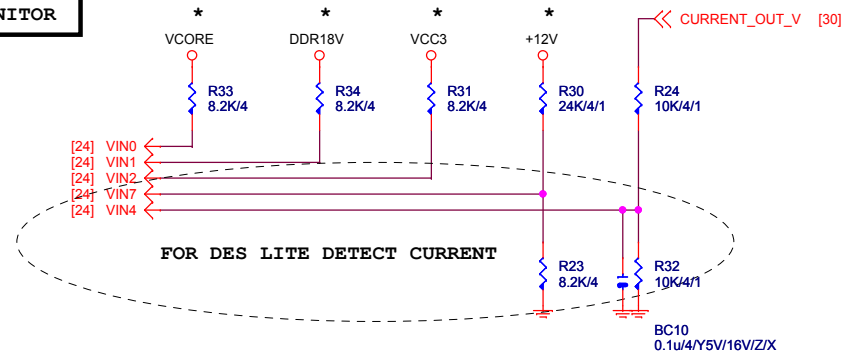 NITOR
* * * *
VCORE DDR18V VCC3 +12V
CURRENT_OUT_V [30]
R33
8.2K/4
R34
8.2K/4
R31
8.2K/4
R30
24K/4/1
R24
10K/4/1
[24] VIN0
[24] VIN1
[24] VIN2
[24] VIN7
[24] VIN4
FOR DES LITE DETECT CURRENT
R23
8.2K/4
R32
10K/4/1
BC10
0.1u/4/Y5V/16V/Z/X